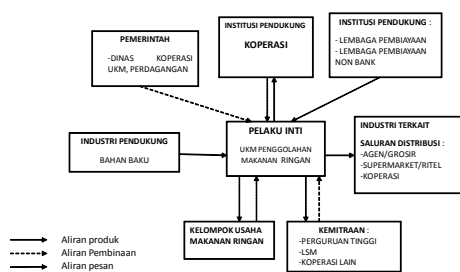 PEMERINTAH
-DINAS KOPERASI
UKM, PERDAGANGAN
INSTITUSI PENDUKUNG
KOPERASI
INSTITUSI PENDUKUNG :
- LEMBAGA PEMBIAYAAN
- LEMBAGA PEMBIAYAAN
NON BANK
INDUSTRI PENDUKUNG
BAHAN BAKU
PELAKU INTI
UKM PENGGOLAHAN
MAKANAN RINGAN
INDUSTRI TERKAIT
SALURAN DISTRIBUSI :
-AGEN/GROSIR
-SUPERMARKET/RITEL
-KOPERASI
KELOMPOK USAHA
MAKANAN RINGAN
KEMITRAAN :
-PERGURUAN TINGGI
-LSM
-KOPERASI LAIN
Aliran produk
Aliran Pembinaan
Aliran pesan